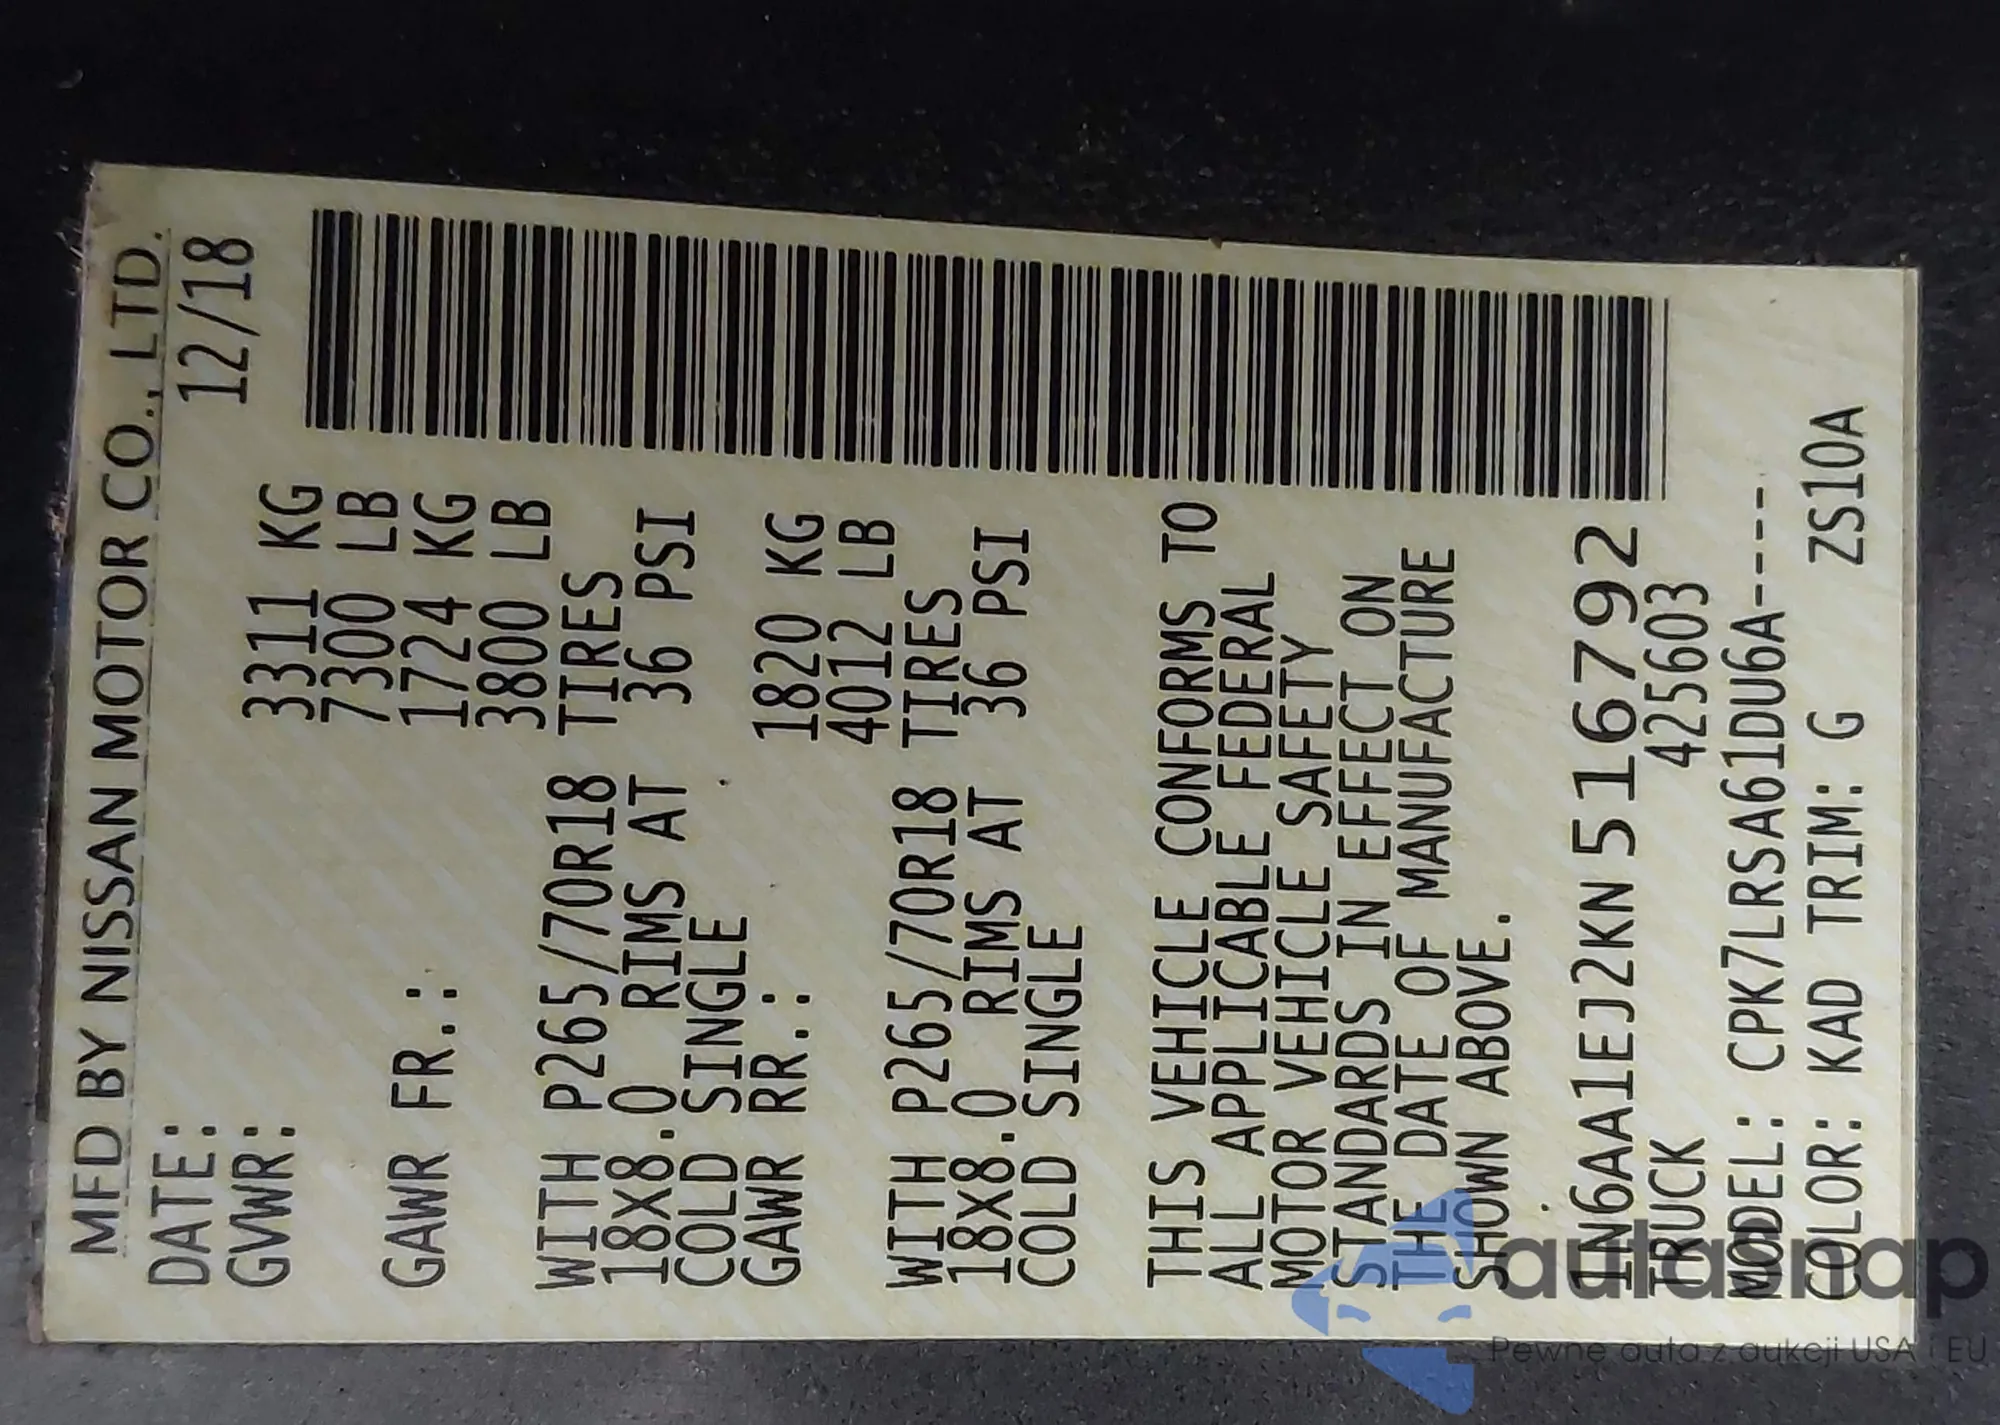 MFD BY NISSAN MOTOR CO., LTD.
DATE: 12/18
GVWR: 3311 KG
7300 LB
GAWR FR.: 1724 KG
3800 LB
WITH P265/70R18 TIRES
18X8.0 RIMS AT 36 PSI
COLD SINGLE
GAWR RR.: 1820 KG
4012 LB
WITH P265/70R18 TIRES
18X8.0 RIMS AT 36 PSI
COLD SINGLE
THIS VEHICLE CONFORMS TO
ALL APPLICABLE FEDERAL
MOTOR VEHICLE SAFETY
STANDARDS IN EFFECT ON
THE DATE OF MANUFACTURE
SHOWN ABOVE.
1N6AA1EJ2KN516792
TRUCK 425603
MODEL: CPK7LRSA61DU6A-----
COLOR: KAD TRIM: G ZS10A
autasnap
Pewne auta z aukcji USA i EU